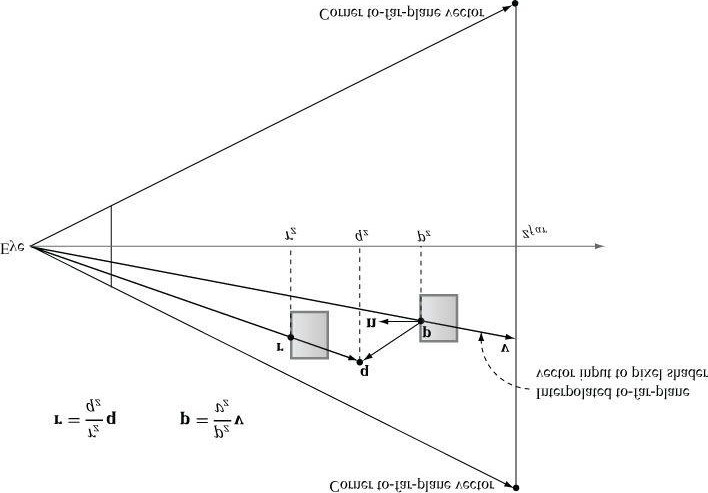 Corner to-far-plane vector
r = r_z/q_z q
p = p_z/v_z v
Interpolated to-far-plane
vector input to pixel shader
q
v
r
p
n
Eye
r_z
q_z
p_z
z_far
Corner to-far-plane vector